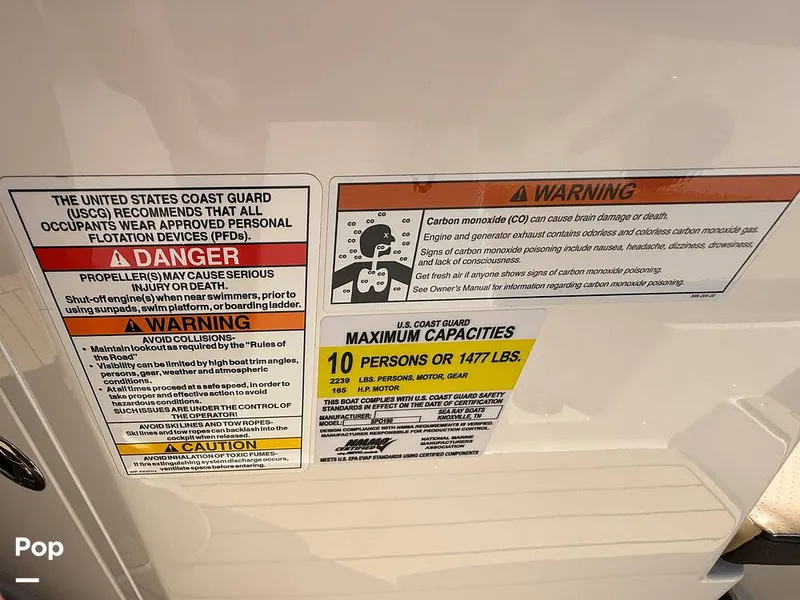 THE UNITED STATES COAST GUARD
(USCG) RECOMMENDS THAT ALL
OCCUPANTS WEAR APPROVED PERSONAL
FLOTATION DEVICES (PFDs).
DANGER
PROPELLER(S) MAY CAUSE SERIOUS
INJURY OR DEATH.
Shut-off engine(s) when near swimmers, prior to
using sunpads, swim platform, or boarding ladder.
WARNING
AVOID COLLISIONS-
• Maintain lookout as required by the "Rules of
the Road"
• Visibility can be limited by high boat trim angles,
persons, gear, weather and atmospheric
conditions.
• At all times proceed at a safe speed, in order to
take proper and effective action to avoid
hazardous conditions.
SUCH ISSUES ARE UNDER THE CONTROL OF
THE OPERATOR!
AVOID SKI LINES AND TOW ROPES-
Ski lines and tow ropes can backlash into the
cockpit when released.
CAUTION
AVOID INHALATION OF TOXIC FUMES-
If fire extinguishing system discharge occurs,
ventilate space before entering.
WARNING
CO CO CO CO CO CO CO CO CO CO CO
Carbon monoxide (CO) can cause brain damage or death.
Engine and generator exhaust contains odorless and colorless carbon monoxide gas.
Signs of carbon monoxide poisoning include nausea, headache, dizziness, drowsiness,
and lack of consciousness.
Get fresh air if anyone shows signs of carbon monoxide poisoning.
See Owner's Manual for information regarding carbon monoxide poisoning.
U.S. COAST GUARD
MAXIMUM CAPACITIES
10 PERSONS OR 1477 LBS.
2239 LBS. PERSONS, MOTOR, GEAR
165 H.P. MOTOR
THIS BOAT COMPLIES WITH U.S. COAST GUARD SAFETY
STANDARDS IN EFFECT ON THE DATE OF CERTIFICATION
MANUFACTURER: SEA RAY BOATS
MODEL: SPO190 KNOXVILLE, TN
DESIGN COMPLIANCE WITH NMMA REQUIREMENTS IS VERIFIED.
MANUFACTURER RESPONSIBLE FOR PRODUCTION CONTROL.
NMMA
CERTIFIED
NATIONAL MARINE
MANUFACTURERS
ASSOCIATION
MEETS U.S. EPA EVAP STANDARDS USING CERTIFIED COMPONENTS
Pop